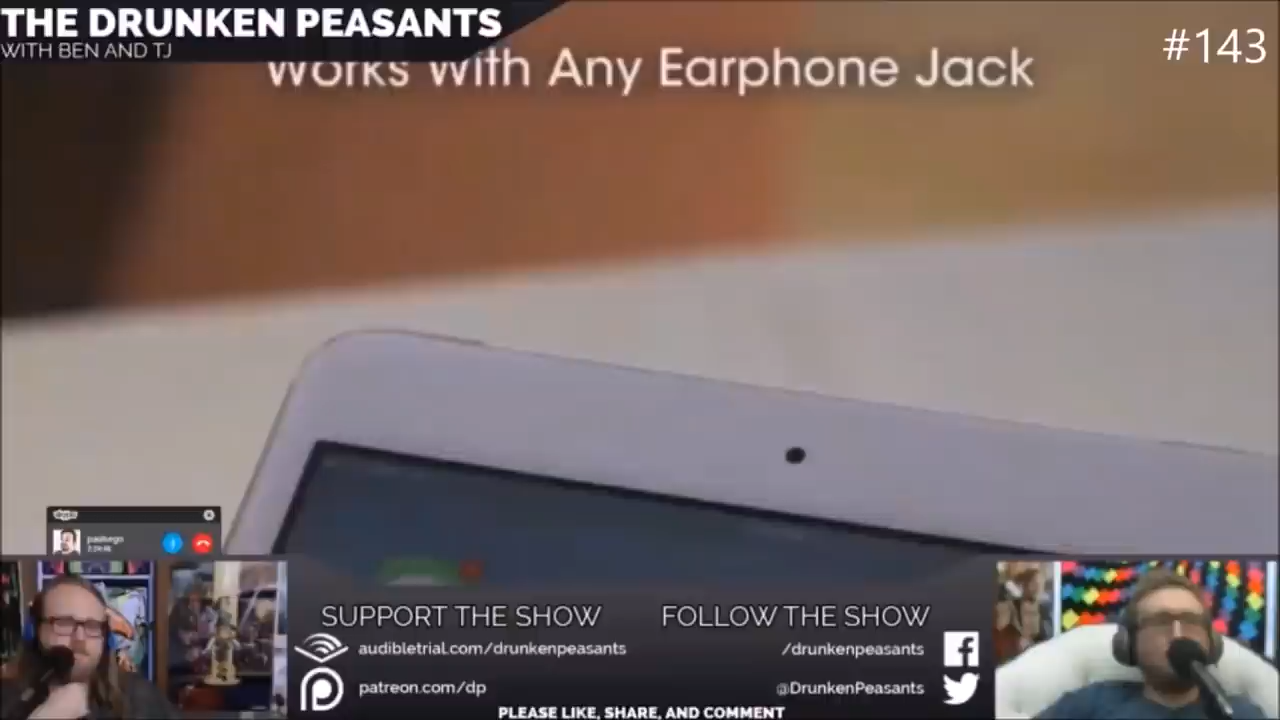 THE DRUNKEN PEASANTS
WITH BEN AND TJ
#143
Works With Any Earphone Jack
skype
SUPPORT THE SHOW
audibletrial.com/drunkenpeasants
patreon.com/dp
FOLLOW THE SHOW
/drunkenpeasants
@DrunkenPeasants
PLEASE LIKE, SHARE, AND COMMENT